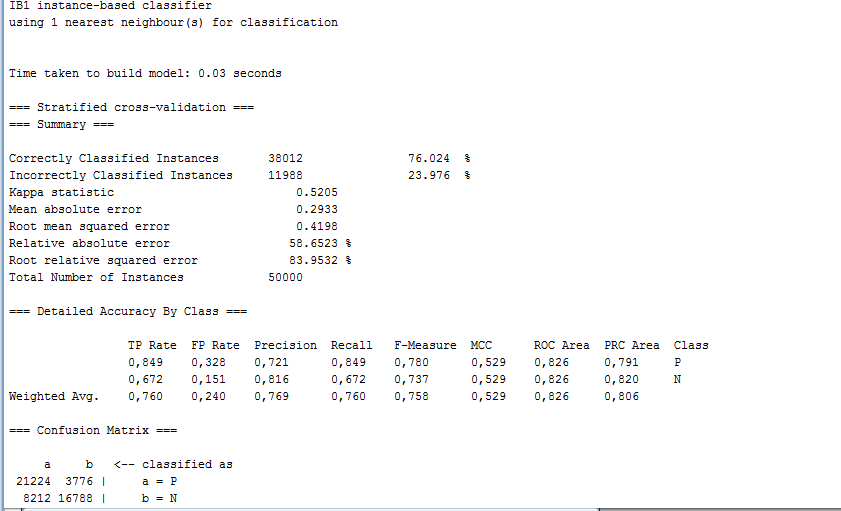 IB1 instance-based classifier
using 1 nearest neighbour(s) for classification
Time taken to build model: 0.03 seconds
=== Stratified cross-validation ===
=== Summary ===
Correctly Classified Instances 38012 76.024 %
Incorrectly Classified Instances 11988 23.976 %
Kappa statistic 0.5205
Mean absolute error 0.2933
Root mean squared error 0.4198
Relative absolute error 58.6523 %
Root relative squared error 83.9532 %
Total Number of Instances 50000
=== Detailed Accuracy By Class ===
TP Rate FP Rate Precision Recall F-Measure MCC ROC Area PRC Area Class
0,849 0,328 0,721 0,849 0,780 0,529 0,826 0,791 P
0,672 0,151 0,816 0,672 0,737 0,529 0,826 0,820 N
Weighted Avg. 0,760 0,240 0,769 0,760 0,758 0,529 0,826 0,806
=== Confusion Matrix ===
a b <-- classified as
21224 3776 | a = P
8212 16788 | b = N